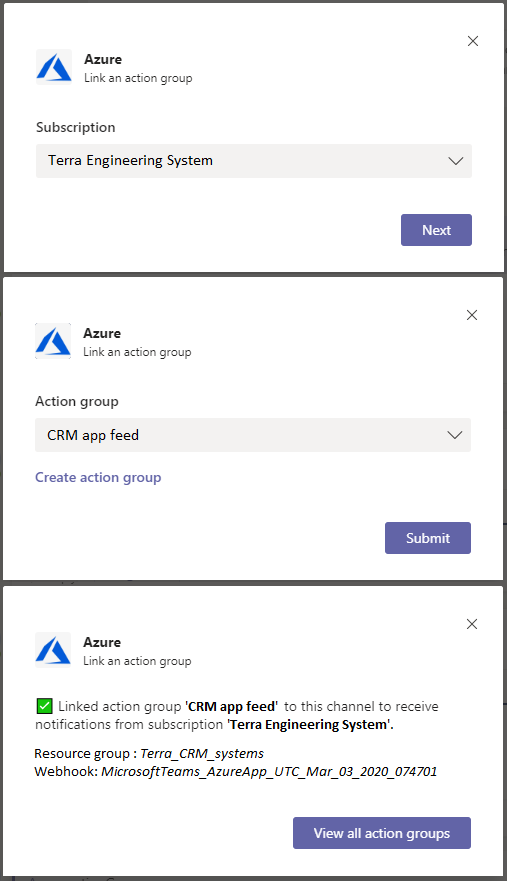 Azure
Link an action group
Subscription
Terra Engineering System
Next
Azure
Link an action group
Action group
CRM app feed
Create action group
Submit
Azure
Link an action group
Linked action group 'CRM app feed' to this channel to receive
notifications from subscription 'Terra Engineering System'.
Resource group : Terra_CRM_systems
Webhook: MicrosoftTeams_AzureApp_UTC_Mar_03_2020_074701
View all action groups